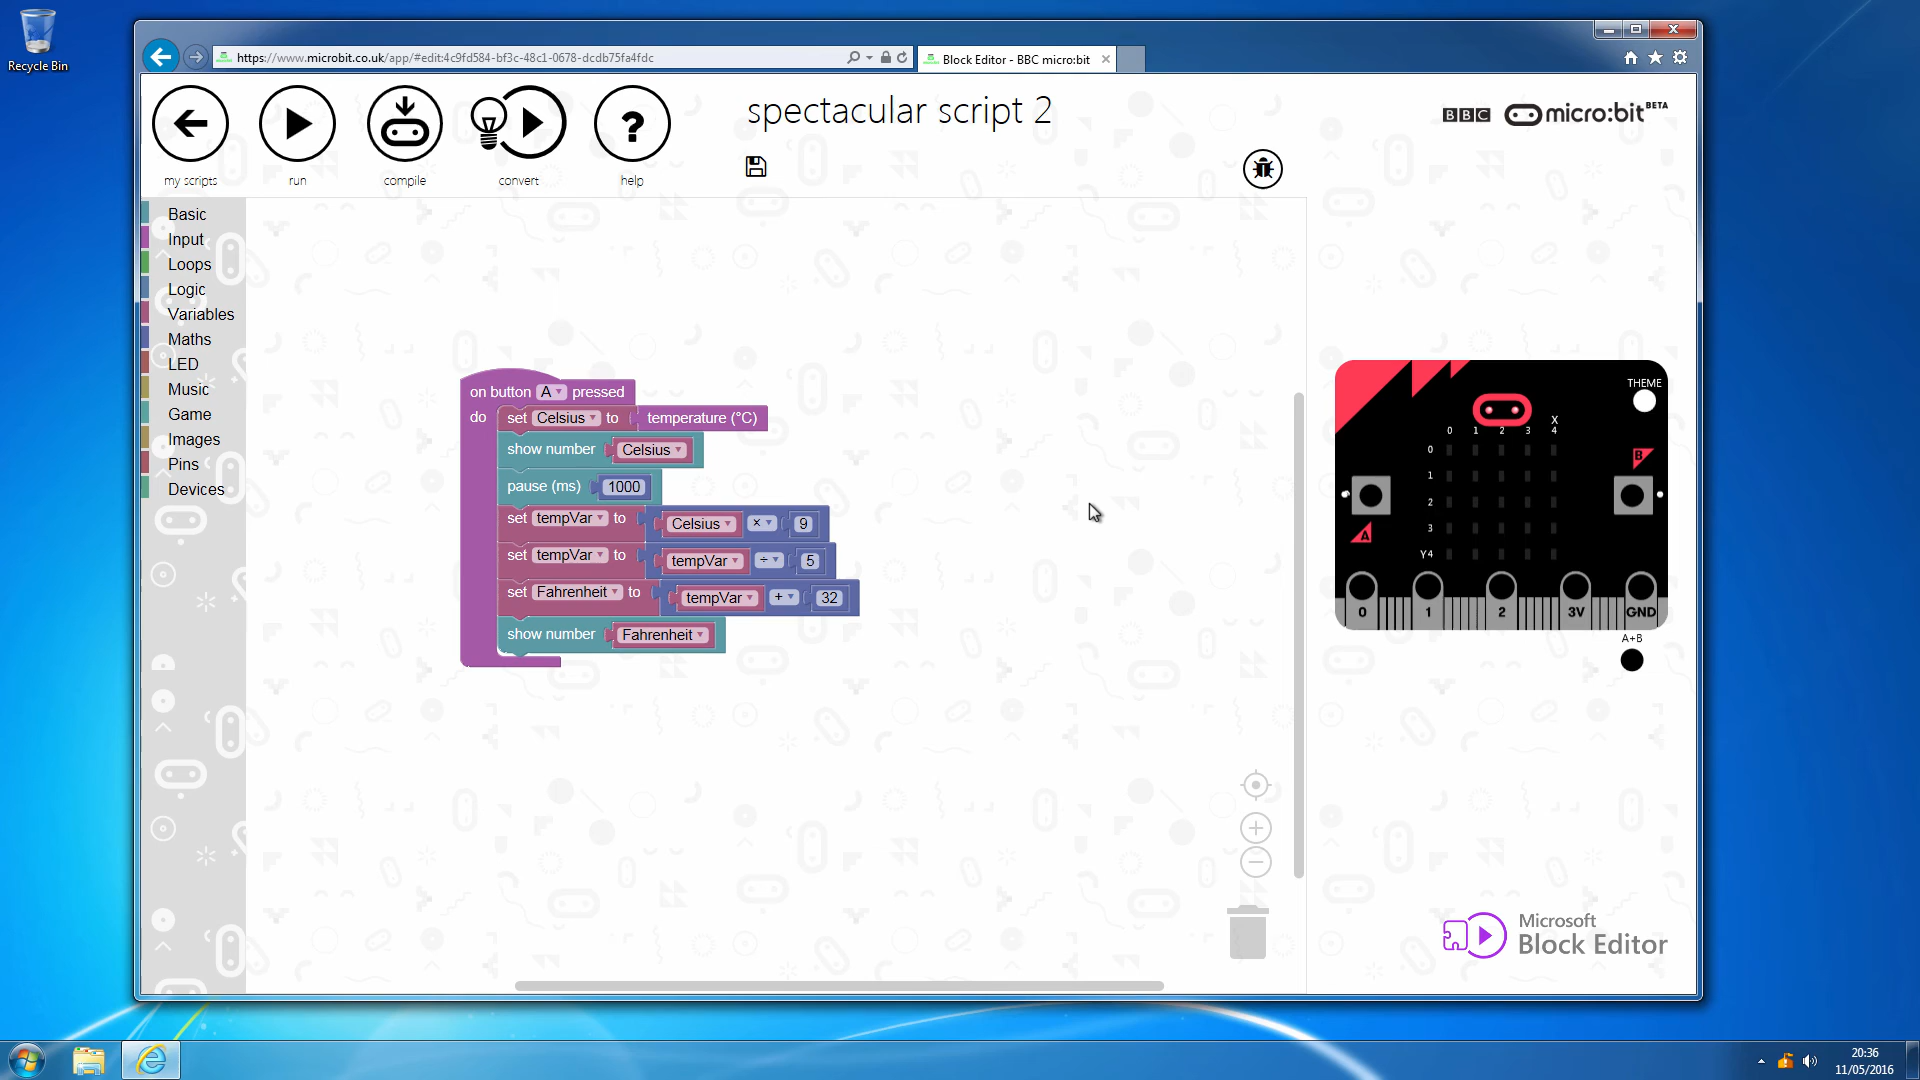 Recycle Bin
https://www.microbit.co.uk/app/#edit:4c9fd584-bf3c-48c1-0678-dcdb75fa4fdc
Block Editor - BBC micro:bit
my scripts
run
compile
?
convert
help
spectacular script 2
BBC micro:bit BETA
Basic
Input
Loops
Logic
Variables
Maths
LED
Music
Game
Images
Pins
Devices
on button A pressed
do set Celsius to temperature (°C)
show number Celsius
pause (ms) 1000
set tempVar to Celsius × 9
set tempVar to tempVar ÷ 5
set Fahrenheit to tempVar + 32
show number Fahrenheit
THEME
X
0 1 2 3 4
0
1
2
3
Y4
A
B
0 1 2 3V GND
A+B
Microsoft
Block Editor
20:36
11/05/2016